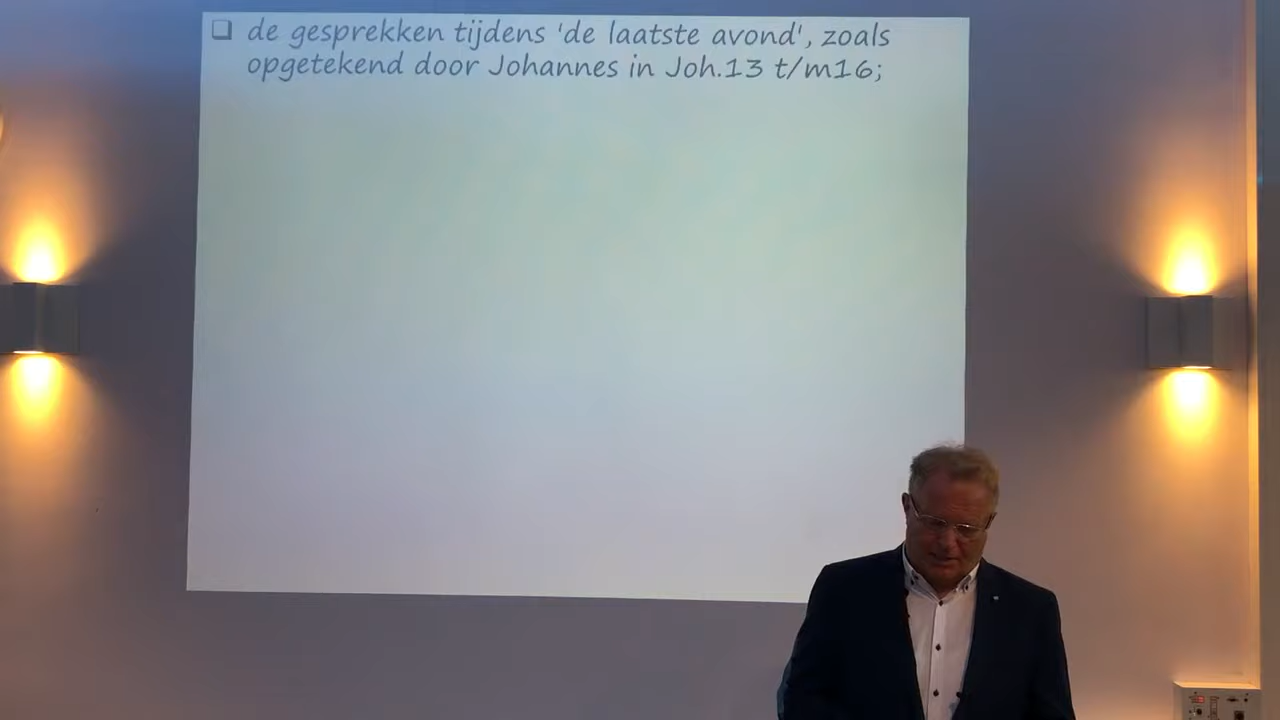 ❑ de gesprekken tijdens 'de laatste avond', zoals
opgetekend door Johannes in Joh.13 t/m16;